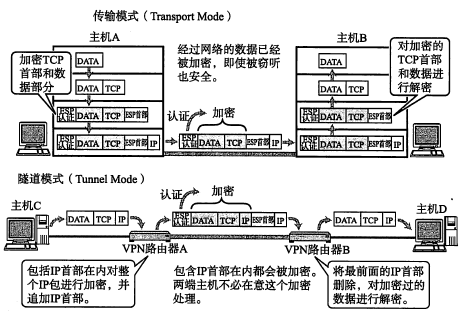 传输模式（Transport Mode）
主机A
主机B
加密TCP
首部和数
据部分
经过网络的数据已经
被加密，即使被窃听
也安全。
对加密的
TCP首部
和数据进
行解密
DATA
DATA TCP
ESP认证 DATA TCP ESP首部
ESP认证 DATA TCP ESP首部 IP
认证 加密
ESP认证 DATA TCP ESP首部 IP
DATA
DATA TCP
ESP认证 DATA TCP ESP首部
ESP认证 DATA TCP ESP首部 IP
隧道模式（Tunnel Mode）
认证 加密
主机C
主机D
DATA TCP IP
ESP认证 DATA TCP IP ESP首部 IP
DATA TCP IP
VPN路由器A
VPN路由器B
包括IP首部在内对整
个IP包进行加密，并
追加IP首部。
包含IP首部在内都会被加密。
两端主机不必在意这个加密
处理。
将最前面的IP首部
删除，对加密过的
数据进行解密。